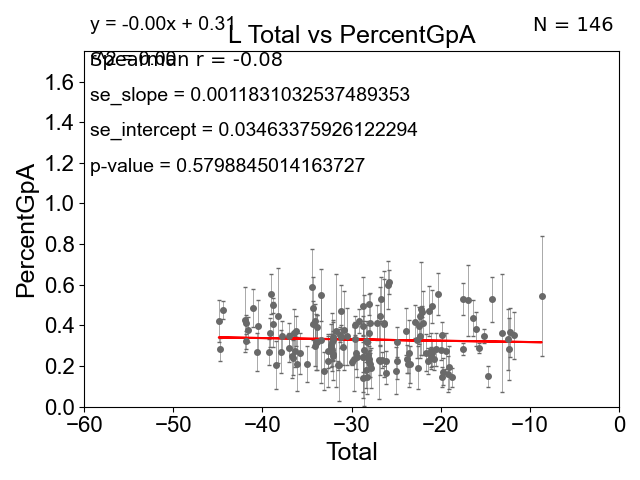 y = -0.00x + 0.31
L Total vs PercentGpA
N = 146
Spearman r = -0.08
se_slope = 0.0011831032537489353
se_intercept = 0.03463375926122294
p-value = 0.5798845014163727
PercentGpA
1.6
1.4
1.2
1.0
0.8
0.6
0.4
0.2
0.0
−60 −50 −40 −30 −20 −10 0
Total